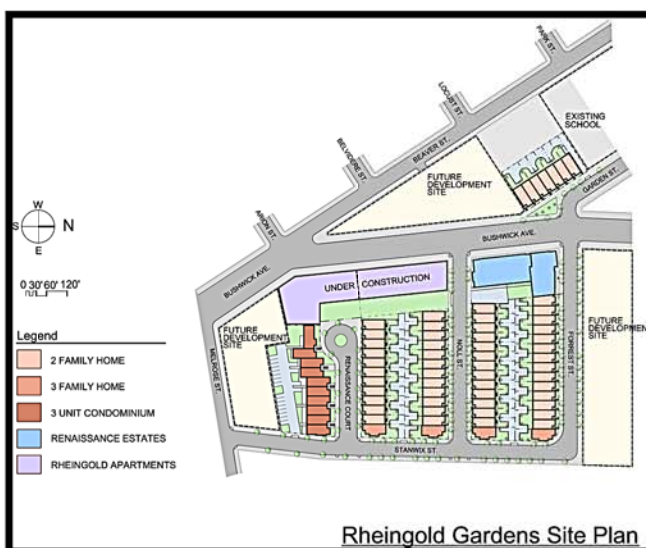 PARK ST.
LOCUST ST.
BEAVER ST.
BELVIDERE ST.
ARION ST.
EXISTING
SCHOOL
FUTURE
DEVELOPMENT
SITE
GARDEN ST.
BUSHWICK AVE.
BUSHWICK AVE.
W
S
N
E
0 30'60' 120'
UNDER CONSTRUCTION
FUTURE
DEVELOPMENT
SITE
MELROSE ST.
RENAISSANCE COURT
NOLL ST.
FORREST ST.
FUTURE
DEVELOPMENT
SITE
STANWIX ST.
Legend
2 FAMILY HOME
3 FAMILY HOME
3 UNIT CONDOMINIUM
RENAISSANCE ESTATES
RHEINGOLD APARTMENTS
Rheingold Gardens Site Plan